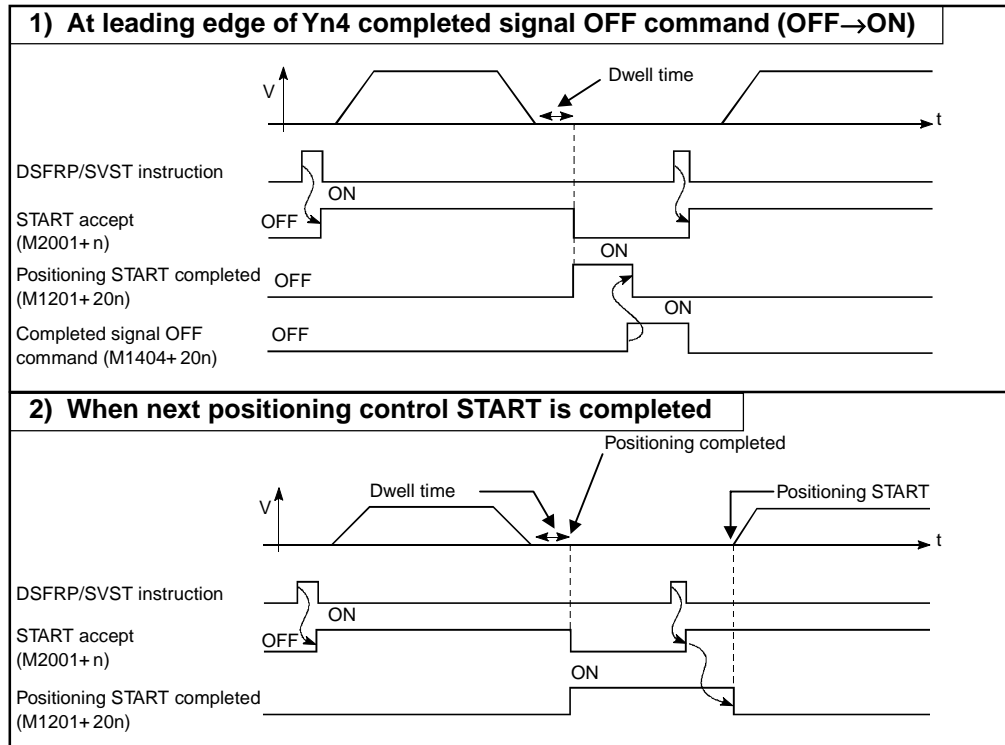 1) At leading edge of Yn4 completed signal OFF command (OFF→ON)
Dwell time
V
t
DSFRP/SVST instruction
ON
START accept
(M2001+ n)
OFF
ON
Positioning START completed
(M1201+ 20n)
OFF
ON
Completed signal OFF
command (M1404+ 20n)
OFF
2) When next positioning control START is completed
Positioning completed
Dwell time
Positioning START
V
t
DSFRP/SVST instruction
ON
START accept
(M2001+ n)
OFF
ON
Positioning START completed
(M1201+ 20n)